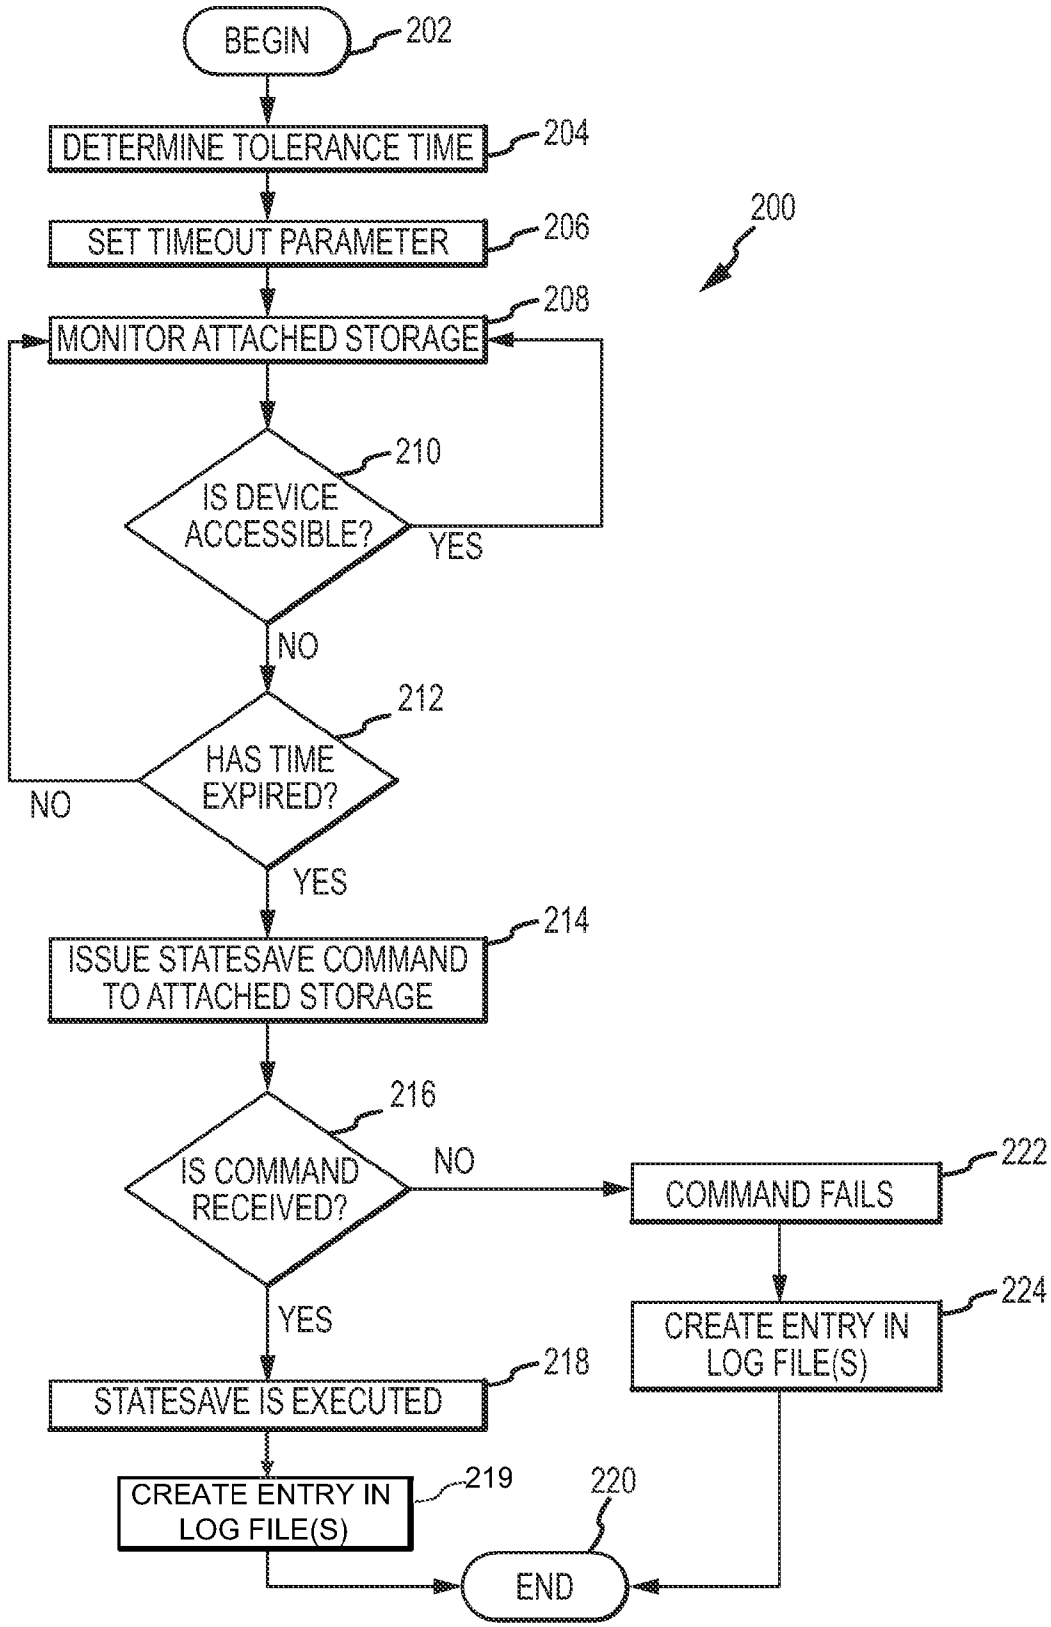 BEGIN
202
DETERMINE TOLERANCE TIME
204
SET TIMEOUT PARAMETER
206
200
MONITOR ATTACHED STORAGE
208
IS DEVICE
ACCESSIBLE?
210
YES
NO
HAS TIME
EXPIRED?
212
NO
YES
ISSUE STATESAVE COMMAND
TO ATTACHED STORAGE
214
IS COMMAND
RECEIVED?
216
NO
COMMAND FAILS
222
YES
CREATE ENTRY IN
LOG FILE(S)
224
STATESAVE IS EXECUTED
218
CREATE ENTRY IN
LOG FILE(S)
219
END
220